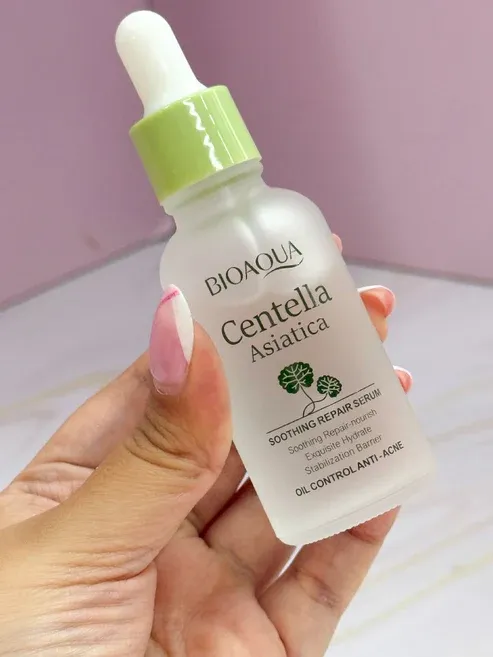 BIOAQUA
Centella
Asiatica
SOOTHING REPAIR SERUM
Soothing Repair-nourish
Exquisite Hydrate
Stabilization Barrier
OIL CONTROL ANTI-ACNE